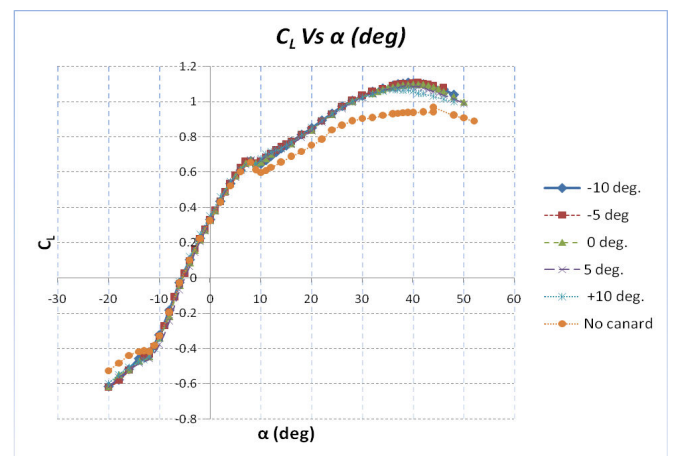 C_L Vs α (deg)
1.2
1
0.8
0.6
0.4
0.2
0
-0.2
-0.4
-0.6
-0.8
-30
-20
-10
0
10
20
30
40
50
60
C_L
α (deg)
-10 deg.
-5 deg
0 deg.
5 deg.
+10 deg.
No canard